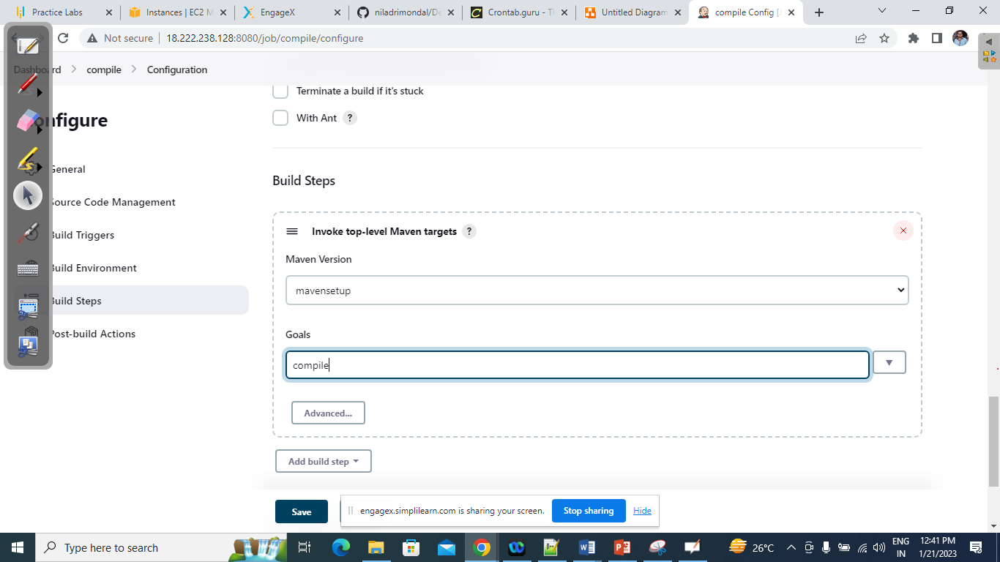 Practice Labs
Instances | EC2 M
EngageX
niladrimondal/De
Crontab.guru - Th
Untitled Diagram
compile Config [J
Not secure
18.222.238.128:8080/job/compile/configure
Dashboard
compile
Configuration
Terminate a build if it's stuck
onfigure
With Ant ?
General
Build Steps
Source Code Management
Invoke top-level Maven targets ?
Build Triggers
Maven Version
Build Environment
mavensetup
Build Steps
Post-build Actions
Goals
compile
Advanced...
Add build step
Save
engagex.simplilearn.com is sharing your screen.
Stop sharing
Hide
Type here to search
26°C
ENG
IN
12:41 PM
1/21/2023